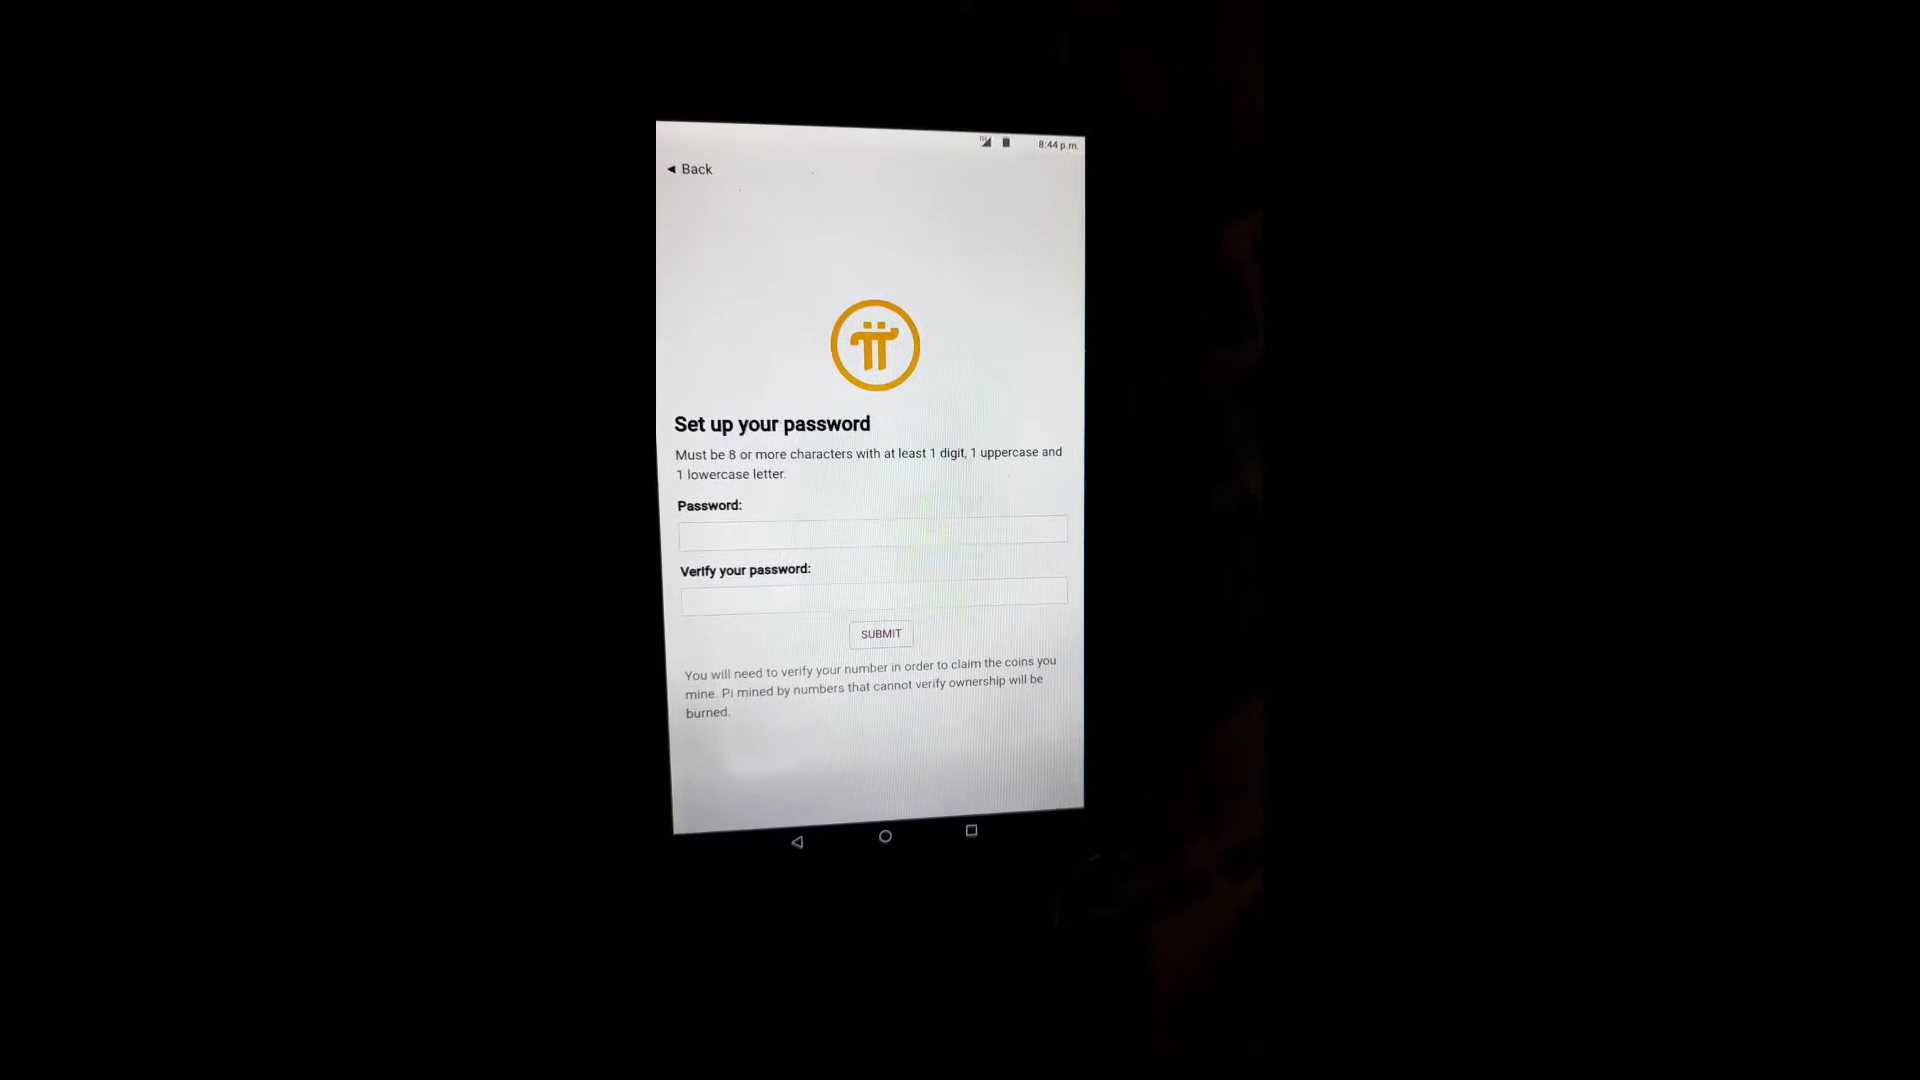 8:44 p.m.
◄ Back
Set up your password
Must be 8 or more characters with at least 1 digit, 1 uppercase and
1 lowercase letter.
Password:
Verify your password:
SUBMIT
You will need to verify your number in order to claim the coins you
mine. Pi mined by numbers that cannot verify ownership will be
burned.